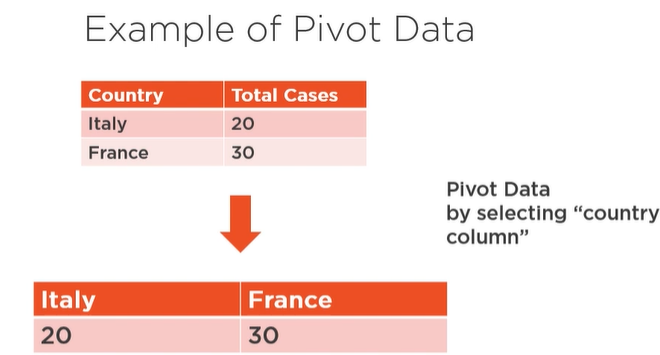 Example of Pivot Data
Country Total Cases
Italy 20
France 30
Pivot Data
by selecting “country
column”
Italy France
20 30